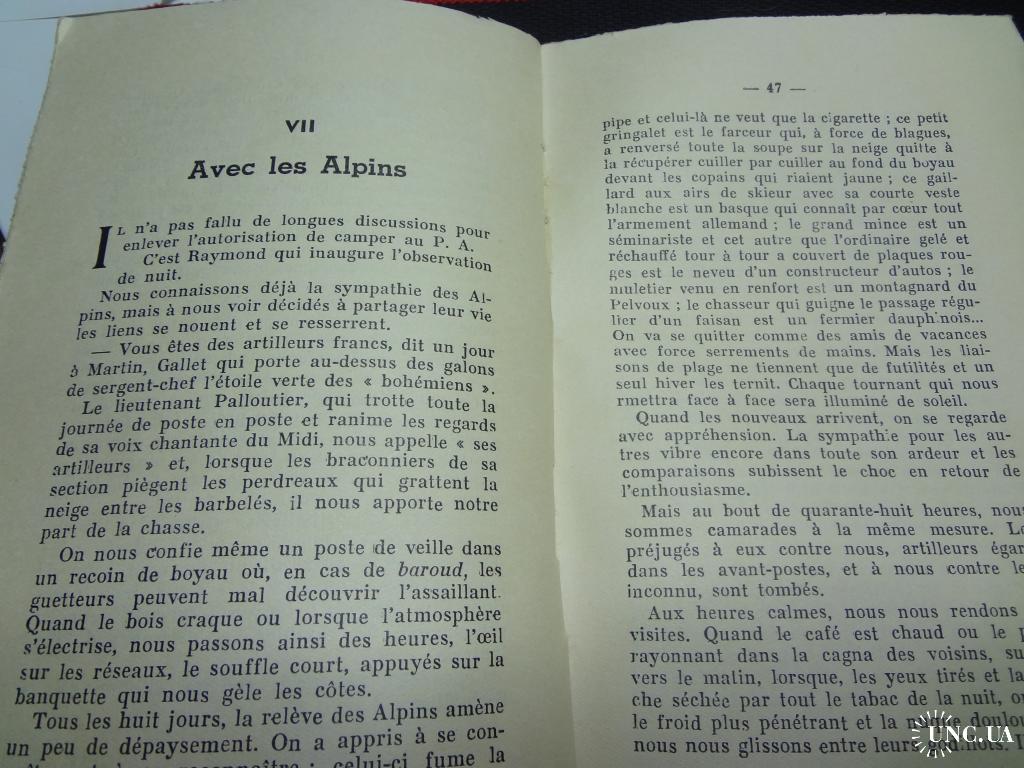 VII
Avec les Alpins
IL n'a pas fallu de longues discussions pour
enlever l'autorisation de camper au P. A.
C'est Raymond qui inaugure l'observation
de nuit.
Nous connaissons déjà la sympathie des Al-
pins, mais à nous voir décidés à partager leur vie
les liens se nouent et se resserrent.
— Vous êtes des artilleurs francs, dit un jour
à Martin, Gallet qui porte au-dessus des galons
de sergent-chef l'étoile verte des « bohémiens ».
Le lieutenant Palloutier, qui trotte toute la
journée de poste en poste et ranime les regards
de sa voix chantante du Midi, nous appelle « ses
artilleurs » et, lorsque les braconniers de sa
section piègent les perdreaux qui grattent la
neige entre les barbelés, il nous apporte notre
part de la chasse.
On nous confie même un poste de veille dans
un recoin de boyau où, en cas de baroud, les
guetteurs peuvent mal découvrir l'assaillant.
Quand le bois craque ou lorsque l'atmosphère
s'électrise, nous passons ainsi des heures, l'œil
sur les réseaux, le souffle court, appuyés sur la
banquette qui nous gèle les côtes.
Tous les huit jours, la relève des Alpins amène
un peu de dépaysement. On a appris à se con-
celui-ci fume la
— 47 —
pipe et celui-là ne veut que la cigarette ; ce petit
gringalet est le farceur qui, à force de blagues,
a renversé toute la soupe sur la neige quitte à
la récupérer cuiller par cuiller au fond du boyau
devant les copains qui riaient jaune ; ce gail-
lard aux airs de skieur avec sa courte veste
blanche est un basque qui connaît par cœur tout
l'armement allemand ; le grand mince est un
séminariste et cet autre que l'ordinaire gelé et
réchauffé tour à tour a couvert de plaques rou-
ges est le neveu d'un constructeur d'autos ; le
muletier venu en renfort est un montagnard du
Pelvoux ; le chasseur qui guigne le passage régu-
lier d'un faisan est un fermier dauphinois...
On va se quitter comme des amis de vacances
avec force serrements de mains. Mais les liai-
sons de plage ne tiennent que de futilités et un
seul hiver les ternit. Chaque tournant qui nous
rmettra face à face sera illuminé de soleil.
Quand les nouveaux arrivent, on se regarde
avec appréhension. La sympathie pour les au-
tres vibre encore dans toute son ardeur et les
comparaisons subissent le choc en retour de
l'enthousiasme.
Mais au bout de quarante-huit heures, nous
sommes camarades à la même mesure. Le
préjugés à eux contre nous, artilleurs égar
dans les avant-postes, et à nous contre le
inconnu, sont tombés.
Aux heures calmes, nous nous rendons
visites. Quand le café est chaud ou le p
rayonnant dans la cagna des voisins, su
vers le matin, lorsque, les yeux tirés et la
che séchée par tout le tabac de la nuit, on
le froid plus pénétrant et la nuque doulou
nous nous glissons entre leurs godillots.
UNC.UA